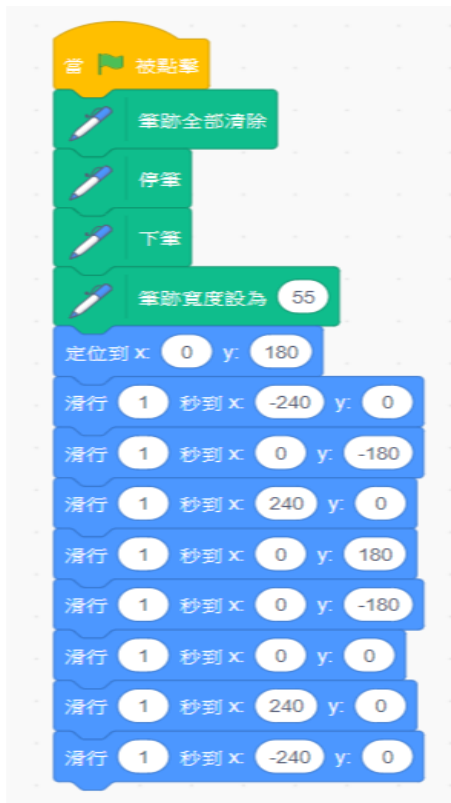 當 被點擊
筆跡全部清除
停筆
下筆
筆跡寬度設為 55
定位到 x: 0 y: 180
滑行 1 秒到 x: -240 y: 0
滑行 1 秒到 x: 0 y: -180
滑行 1 秒到 x: 240 y: 0
滑行 1 秒到 x: 0 y: 180
滑行 1 秒到 x: 0 y: -180
滑行 1 秒到 x: 0 y: 0
滑行 1 秒到 x: 240 y: 0
滑行 1 秒到 x: -240 y: 0